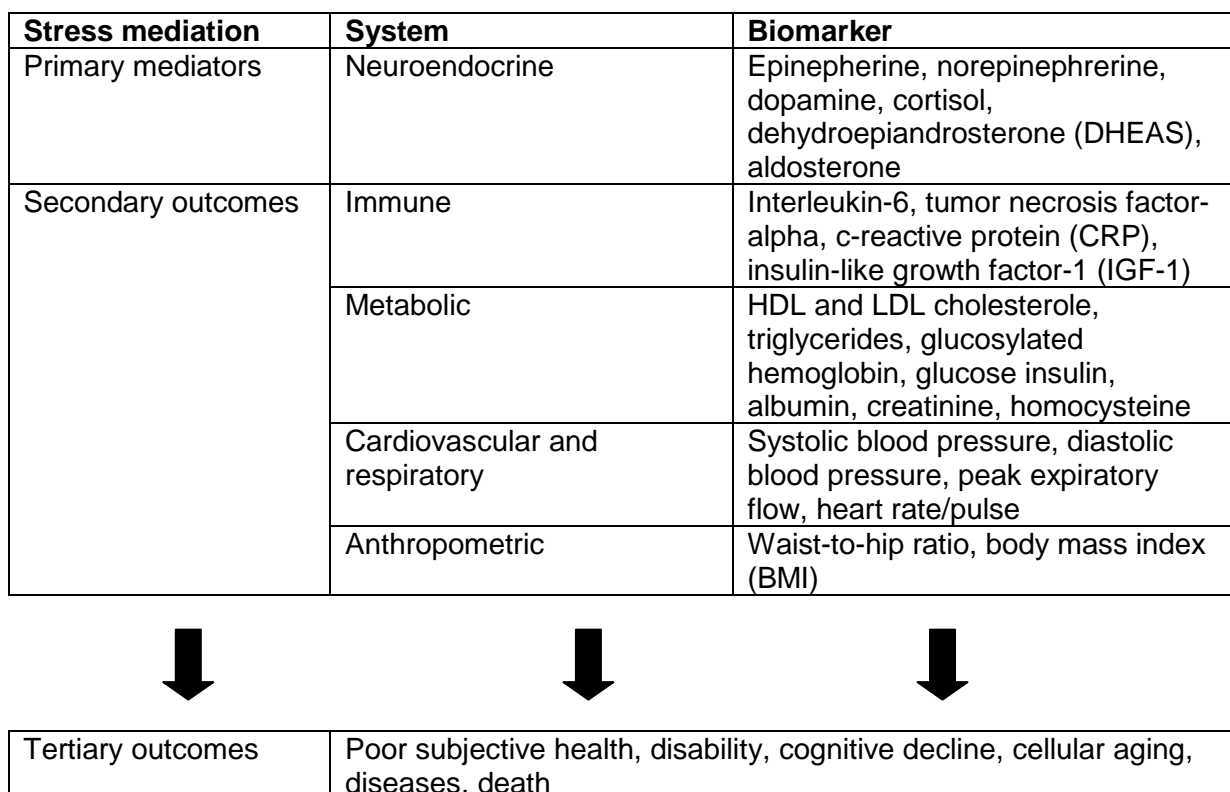 Stress mediation System Biomarker
Primary mediators Neuroendocrine Epinepherine, norepinephrerine,
dopamine, cortisol,
dehydroepiandrosterone (DHEAS),
aldosterone
Secondary outcomes Immune Interleukin-6, tumor necrosis factor-
alpha, c-reactive protein (CRP),
insulin-like growth factor-1 (IGF-1)
Metabolic HDL and LDL cholesterole,
triglycerides, glucosylated
hemoglobin, glucose insulin,
albumin, creatinine, homocysteine
Cardiovascular and Systolic blood pressure, diastolic
respiratory blood pressure, peak expiratory
flow, heart rate/pulse
Anthropometric Waist-to-hip ratio, body mass index
(BMI)
Tertiary outcomes Poor subjective health, disability, cognitive decline, cellular aging,
diseases, death